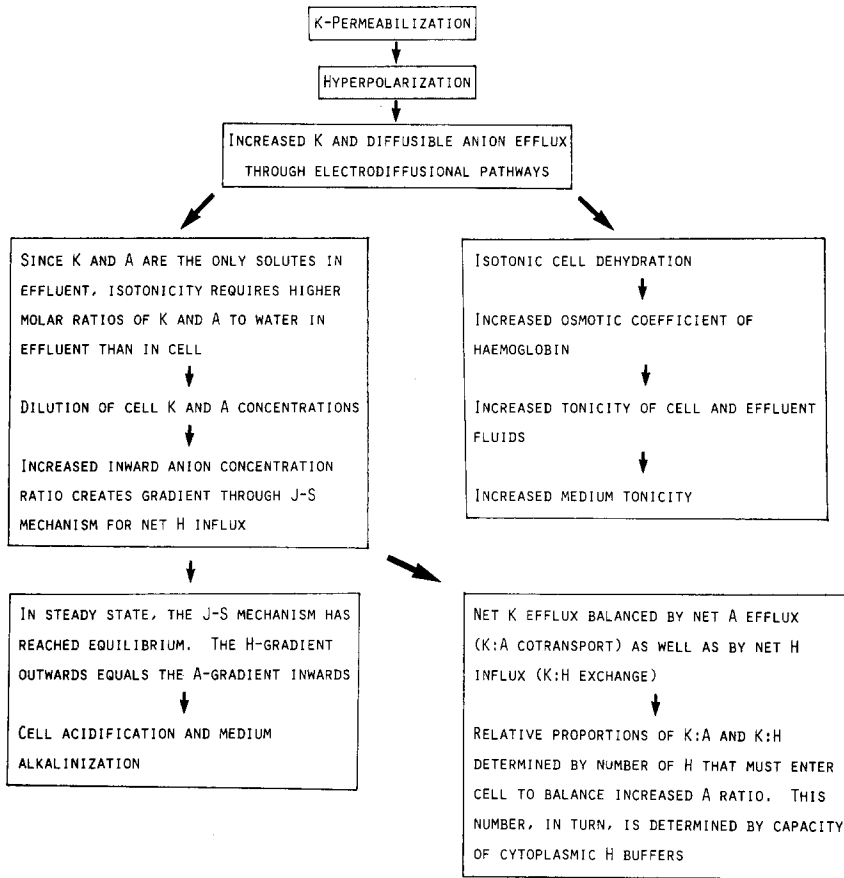 K-Permeabilization
Hyperpolarization
Increased K and diffusible anion efflux
through electrodiffusional pathways
Since K and A are the only solutes in
effluent, isotonicity requires higher
molar ratios of K and A to water in
effluent than in cell
Dilution of cell K and A concentrations
Increased inward anion concentration
ratio creates gradient through J-S
mechanism for net H influx
Isotonic cell dehydration
Increased osmotic coefficient of
haemoglobin
Increased tonicity of cell and effluent
fluids
Increased medium tonicity
In steady state, the J-S mechanism has
reached equilibrium. The H-gradient
outwards equals the A-gradient inwards
Cell acidification and medium
alkalinization
Net K efflux balanced by net A efflux
(K:A cotransport) as well as by net H
influx (K:H exchange)
Relative proportions of K:A and K:H
determined by number of H that must enter
cell to balance increased A ratio. This
number, in turn, is determined by capacity
of cytoplasmic H buffers